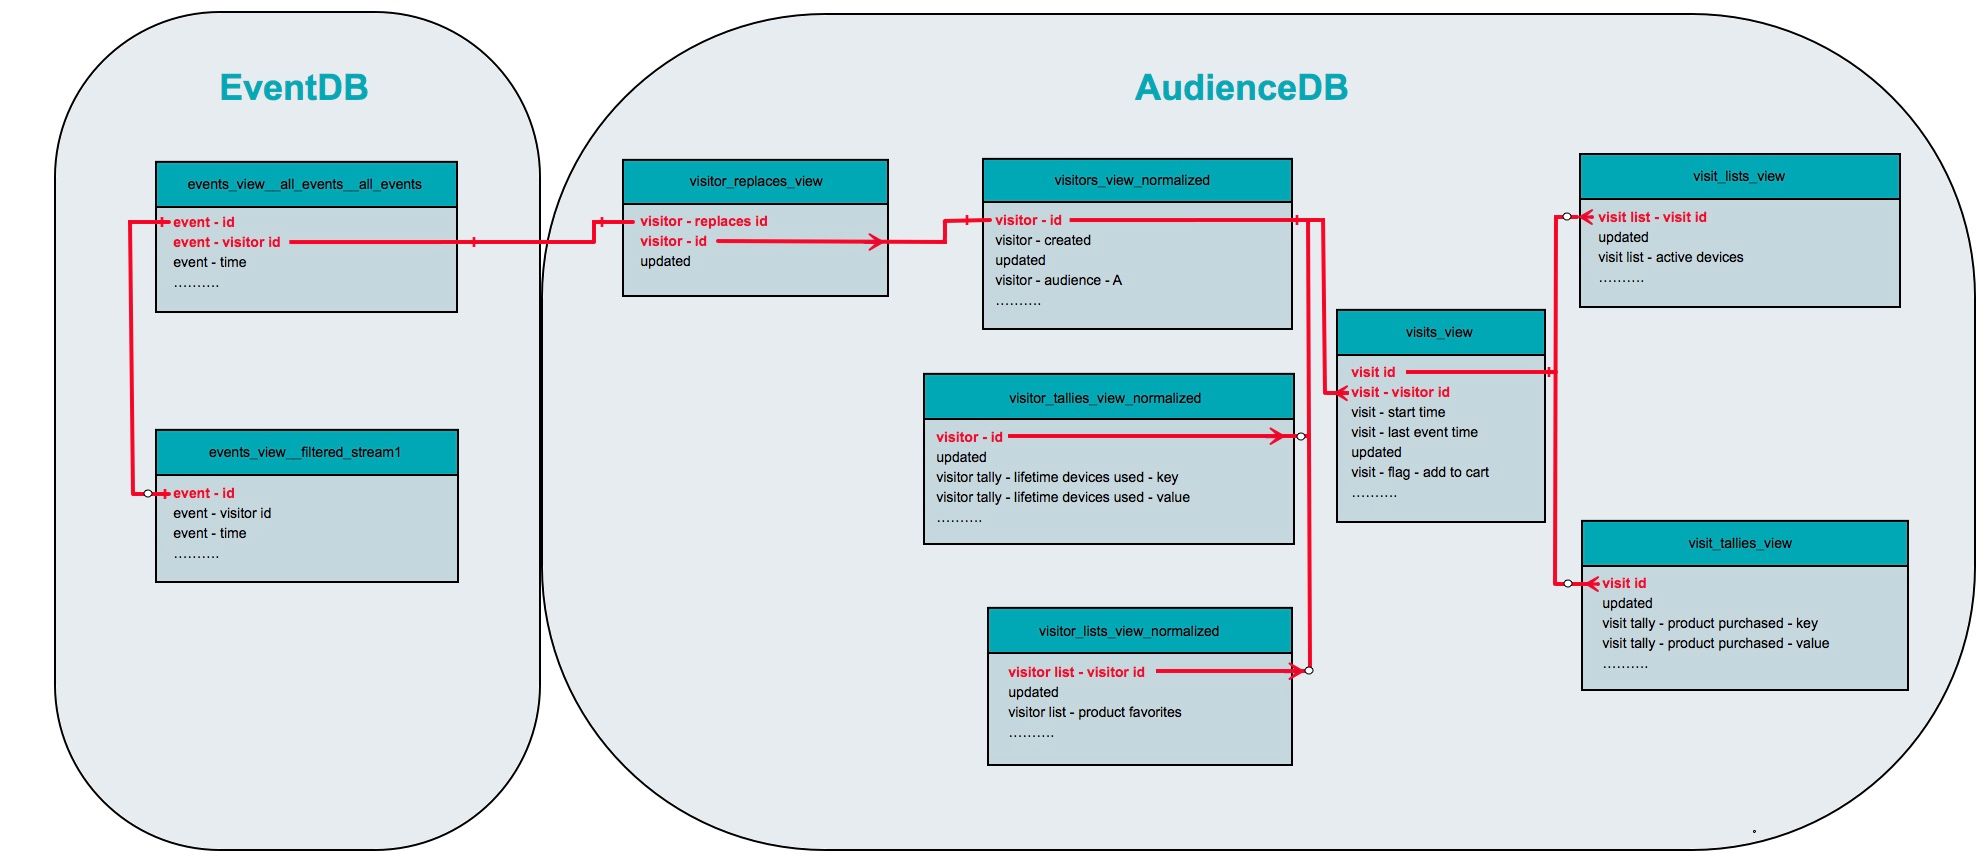 EventDB
events_view__all_events__all_events
event - id
event - visitor id
event - time
..........
events_view__filtered_stream1
event - id
event - visitor id
event - time
..........
AudienceDB
visitor_replaces_view
visitor - replaces id
visitor - id
updated
visitors_view_normalized
visitor - id
visitor - created
updated
visitor - audience - A
..........
visitor_tallies_view_normalized
visitor - id
updated
visitor tally - lifetime devices used - key
visitor tally - lifetime devices used - value
..........
visitor_lists_view_normalized
visitor list - visitor id
updated
visitor list - product favorites
..........
visits_view
visit id
visit - visitor id
visit - start time
visit - last event time
updated
visit - flag - add to cart
..........
visit_lists_view
visit list - visit id
updated
visit list - active devices
..........
visit_tallies_view
visit id
updated
visit tally - product purchased - key
visit tally - product purchased - value
..........